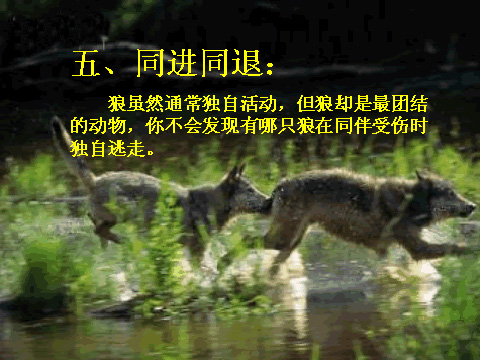 五、同进同退：
狼虽然通常独自活动，但狼却是最团结
的动物，你不会发现有哪只狼在同伴受伤时
独自逃走。